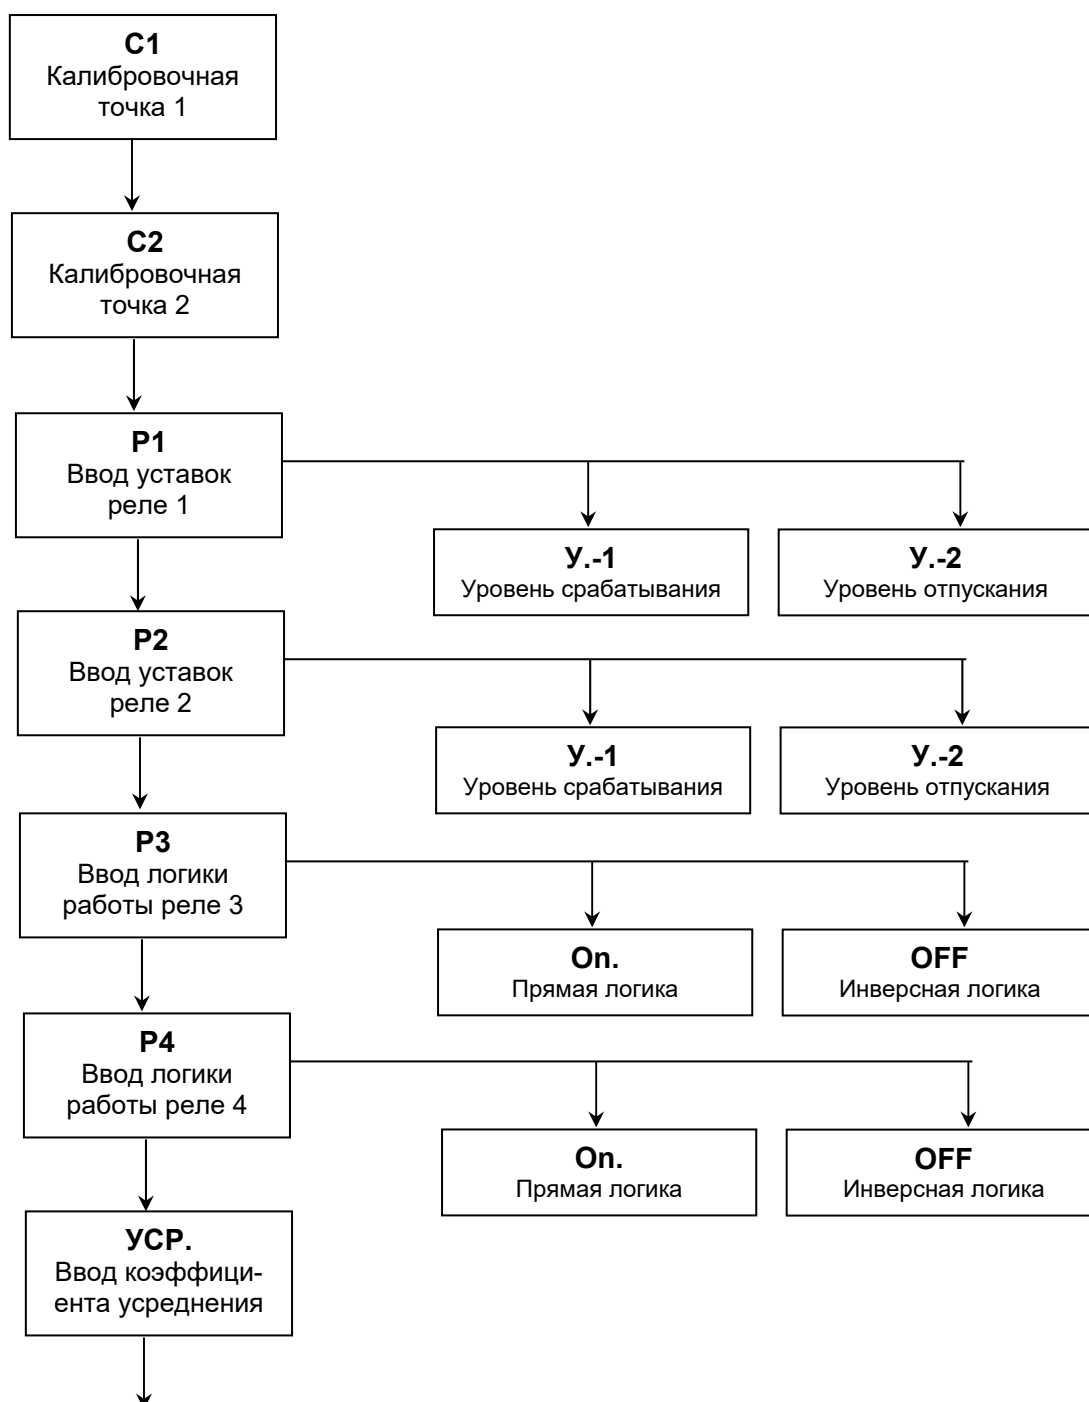 С1
Калибровочная
точка 1
С2
Калибровочная
точка 2
Р1
Ввод уставок
реле 1
У.-1
Уровень срабатывания
У.-2
Уровень отпускания
Р2
Ввод уставок
реле 2
У.-1
Уровень срабатывания
У.-2
Уровень отпускания
Р3
Ввод логики
работы реле 3
On.
Прямая логика
OFF
Инверсная логика
Р4
Ввод логики
работы реле 4
On.
Прямая логика
OFF
Инверсная логика
УСР.
Ввод коэффици-
ента усреднения